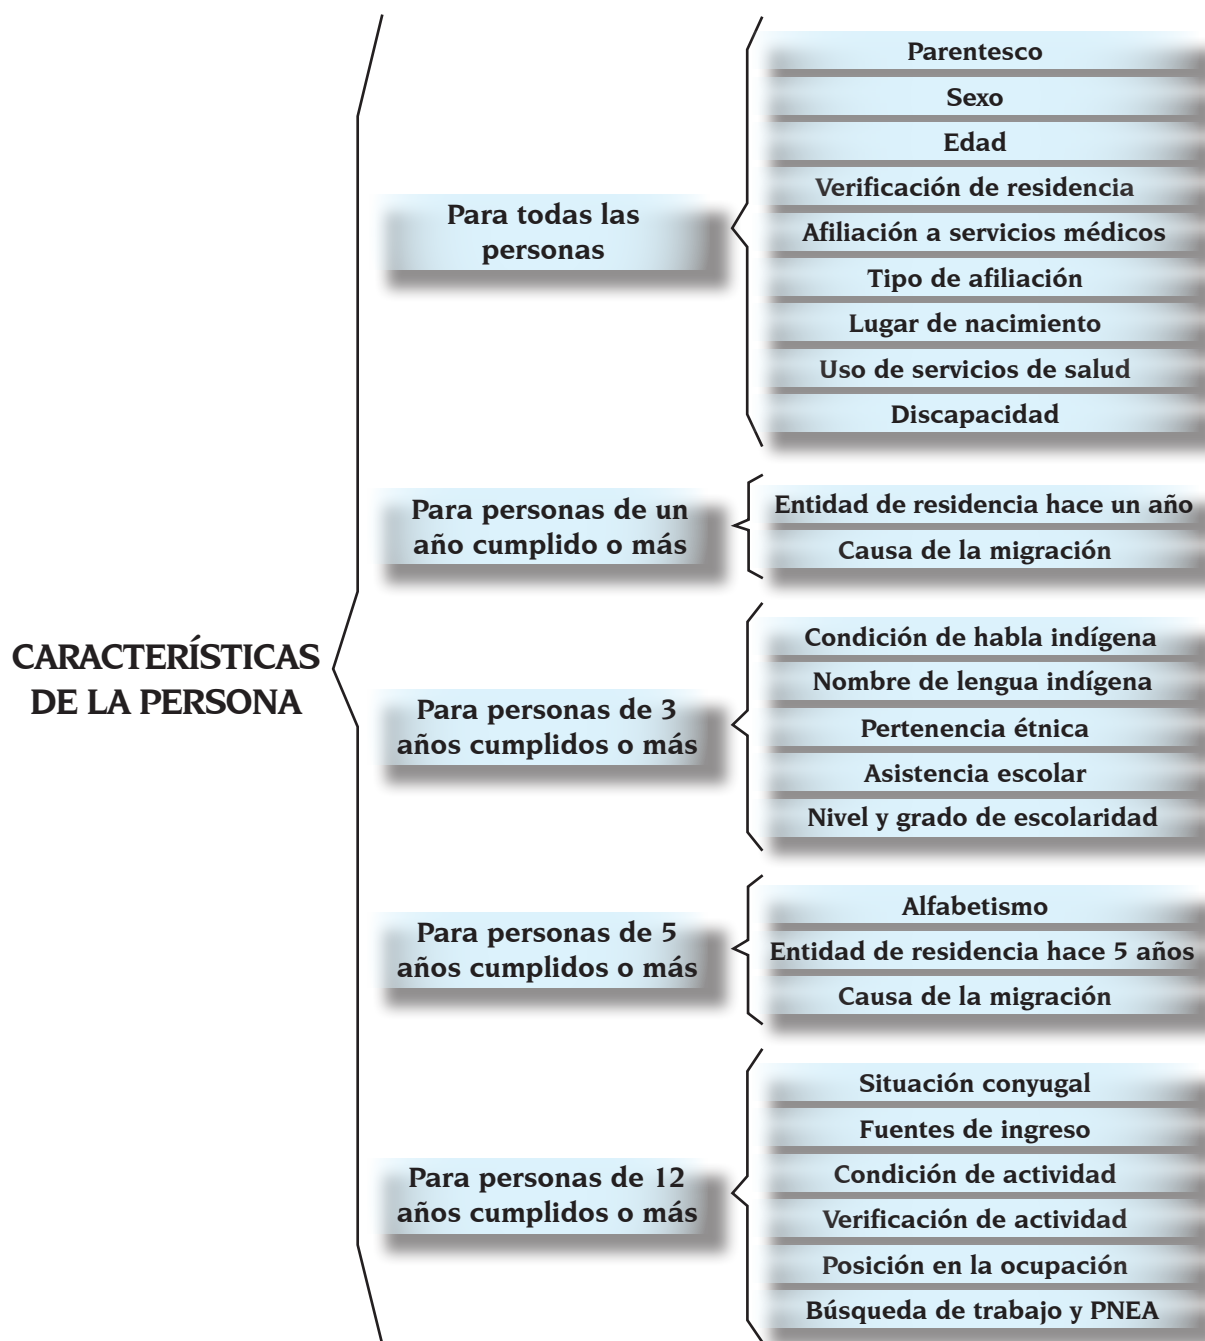 CARACTERÍSTICAS
DE LA PERSONA
Para todas las
personas
Parentesco
Sexo
Edad
Verificación de residencia
Afiliación a servicios médicos
Tipo de afiliación
Lugar de nacimiento
Uso de servicios de salud
Discapacidad
Para personas de un
año cumplido o más
Entidad de residencia hace un año
Causa de la migración
Para personas de 3
años cumplidos o más
Condición de habla indígena
Nombre de lengua indígena
Pertenencia étnica
Asistencia escolar
Nivel y grado de escolaridad
Para personas de 5
años cumplidos o más
Alfabetismo
Entidad de residencia hace 5 años
Causa de la migración
Para personas de 12
años cumplidos o más
Situación conyugal
Fuentes de ingreso
Condición de actividad
Verificación de actividad
Posición en la ocupación
Búsqueda de trabajo y PNEA